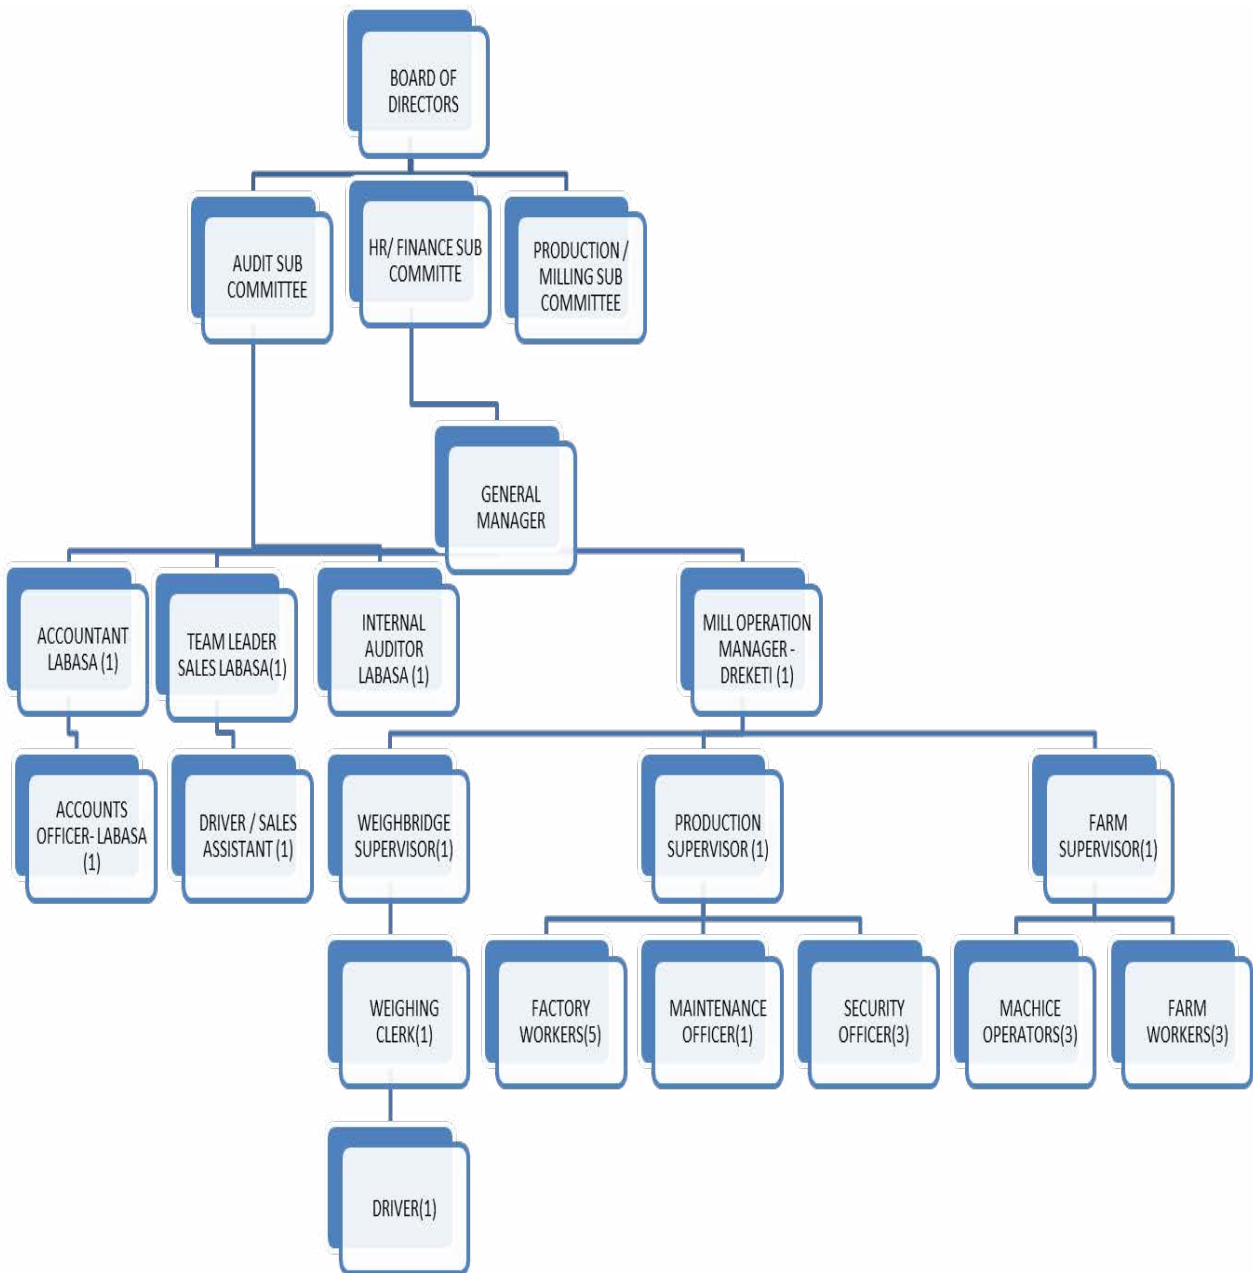 BOARD OF
DIRECTORS
AUDIT SUB
COMMITTEE
HR/ FINANCE SUB
COMMITTE
PRODUCTION /
MILLING SUB
COMMITTEE
GENERAL
MANAGER
ACCOUNTANT
LABASA (1)
TEAM LEADER
SALES LABASA(1)
INTERNAL
AUDITOR
LABASA (1)
MILL OPERATION
MANAGER -
DREKETI (1)
ACCOUNTS
OFFICER- LABASA
(1)
DRIVER / SALES
ASSISTANT (1)
WEIGHBRIDGE
SUPERVISOR(1)
PRODUCTION
SUPERVISOR (1)
FARM
SUPERVISOR(1)
WEIGHING
CLERK(1)
FACTORY
WORKERS(5)
MAINTENANCE
OFFICER(1)
SECURITY
OFFICER(3)
MACHICE
OPERATORS(3)
FARM
WORKERS(3)
DRIVER(1)